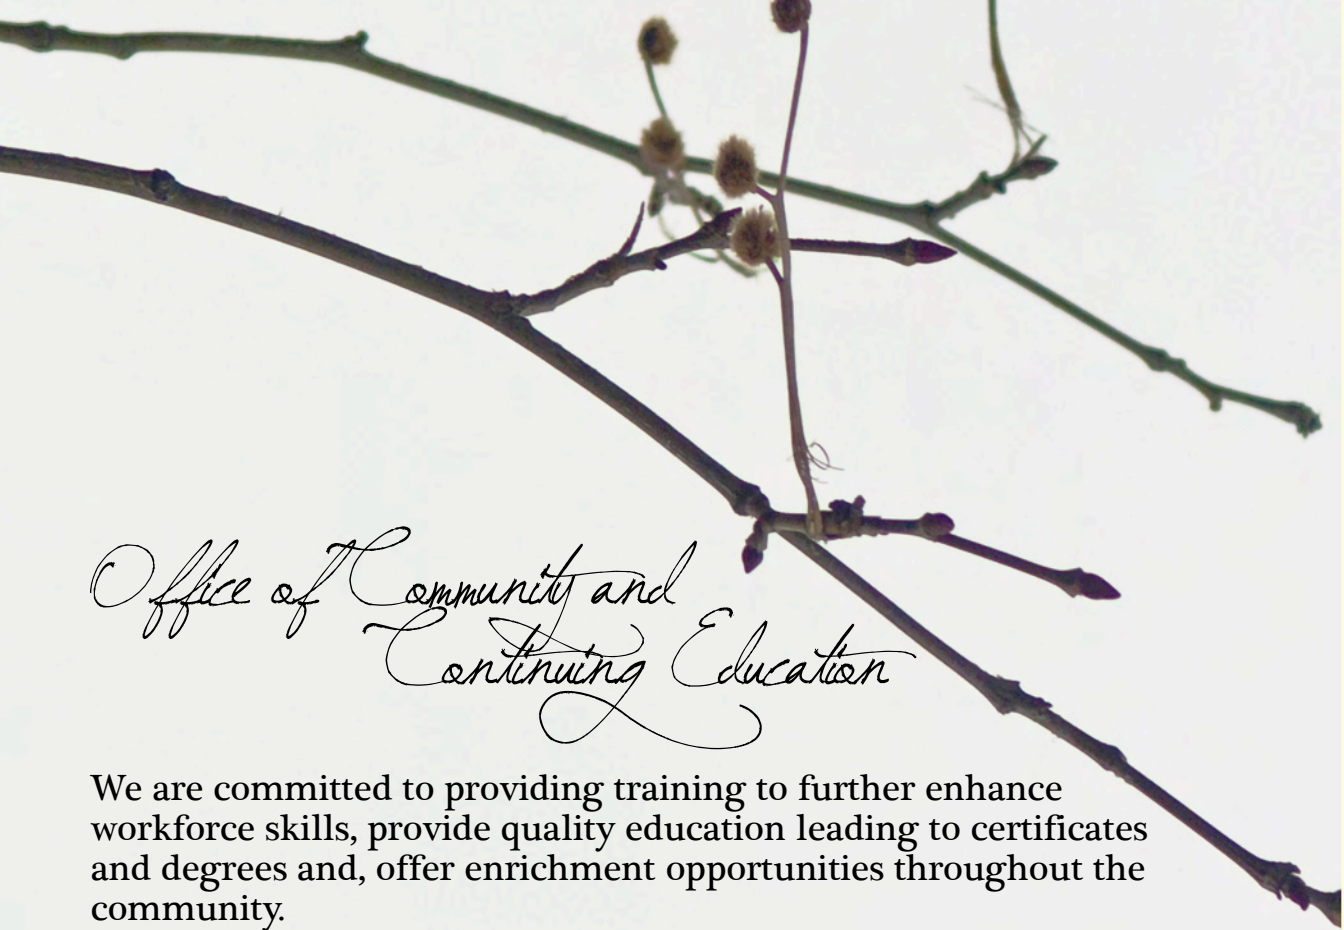 Office of Community and
Continuing Education
We are committed to providing training to further enhance
workforce skills, provide quality education leading to certificates
and degrees and, offer enrichment opportunities throughout the
community.